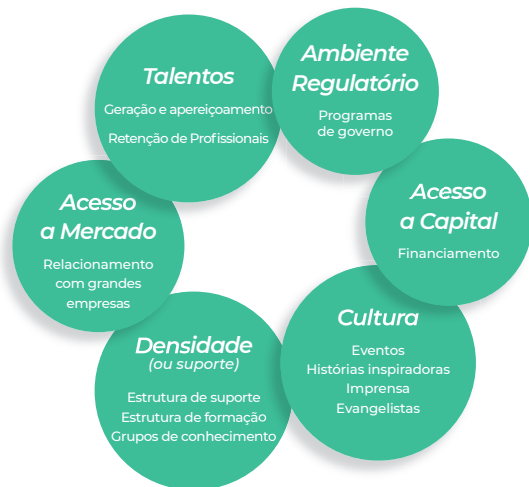 Talentos
Geração e apereiçoamento
Retenção de Profissionais
Ambiente
Regulatório
Programas
de governo
Acesso
a Capital
Financiamento
Cultura
Eventos
Histórias inspiradoras
Imprensa
Evangelistas
Densidade
(ou suporte)
Estrutura de suporte
Estrutura de formação
Grupos de conhecimento
Acesso
a Mercado
Relacionamento
com grandes
empresas